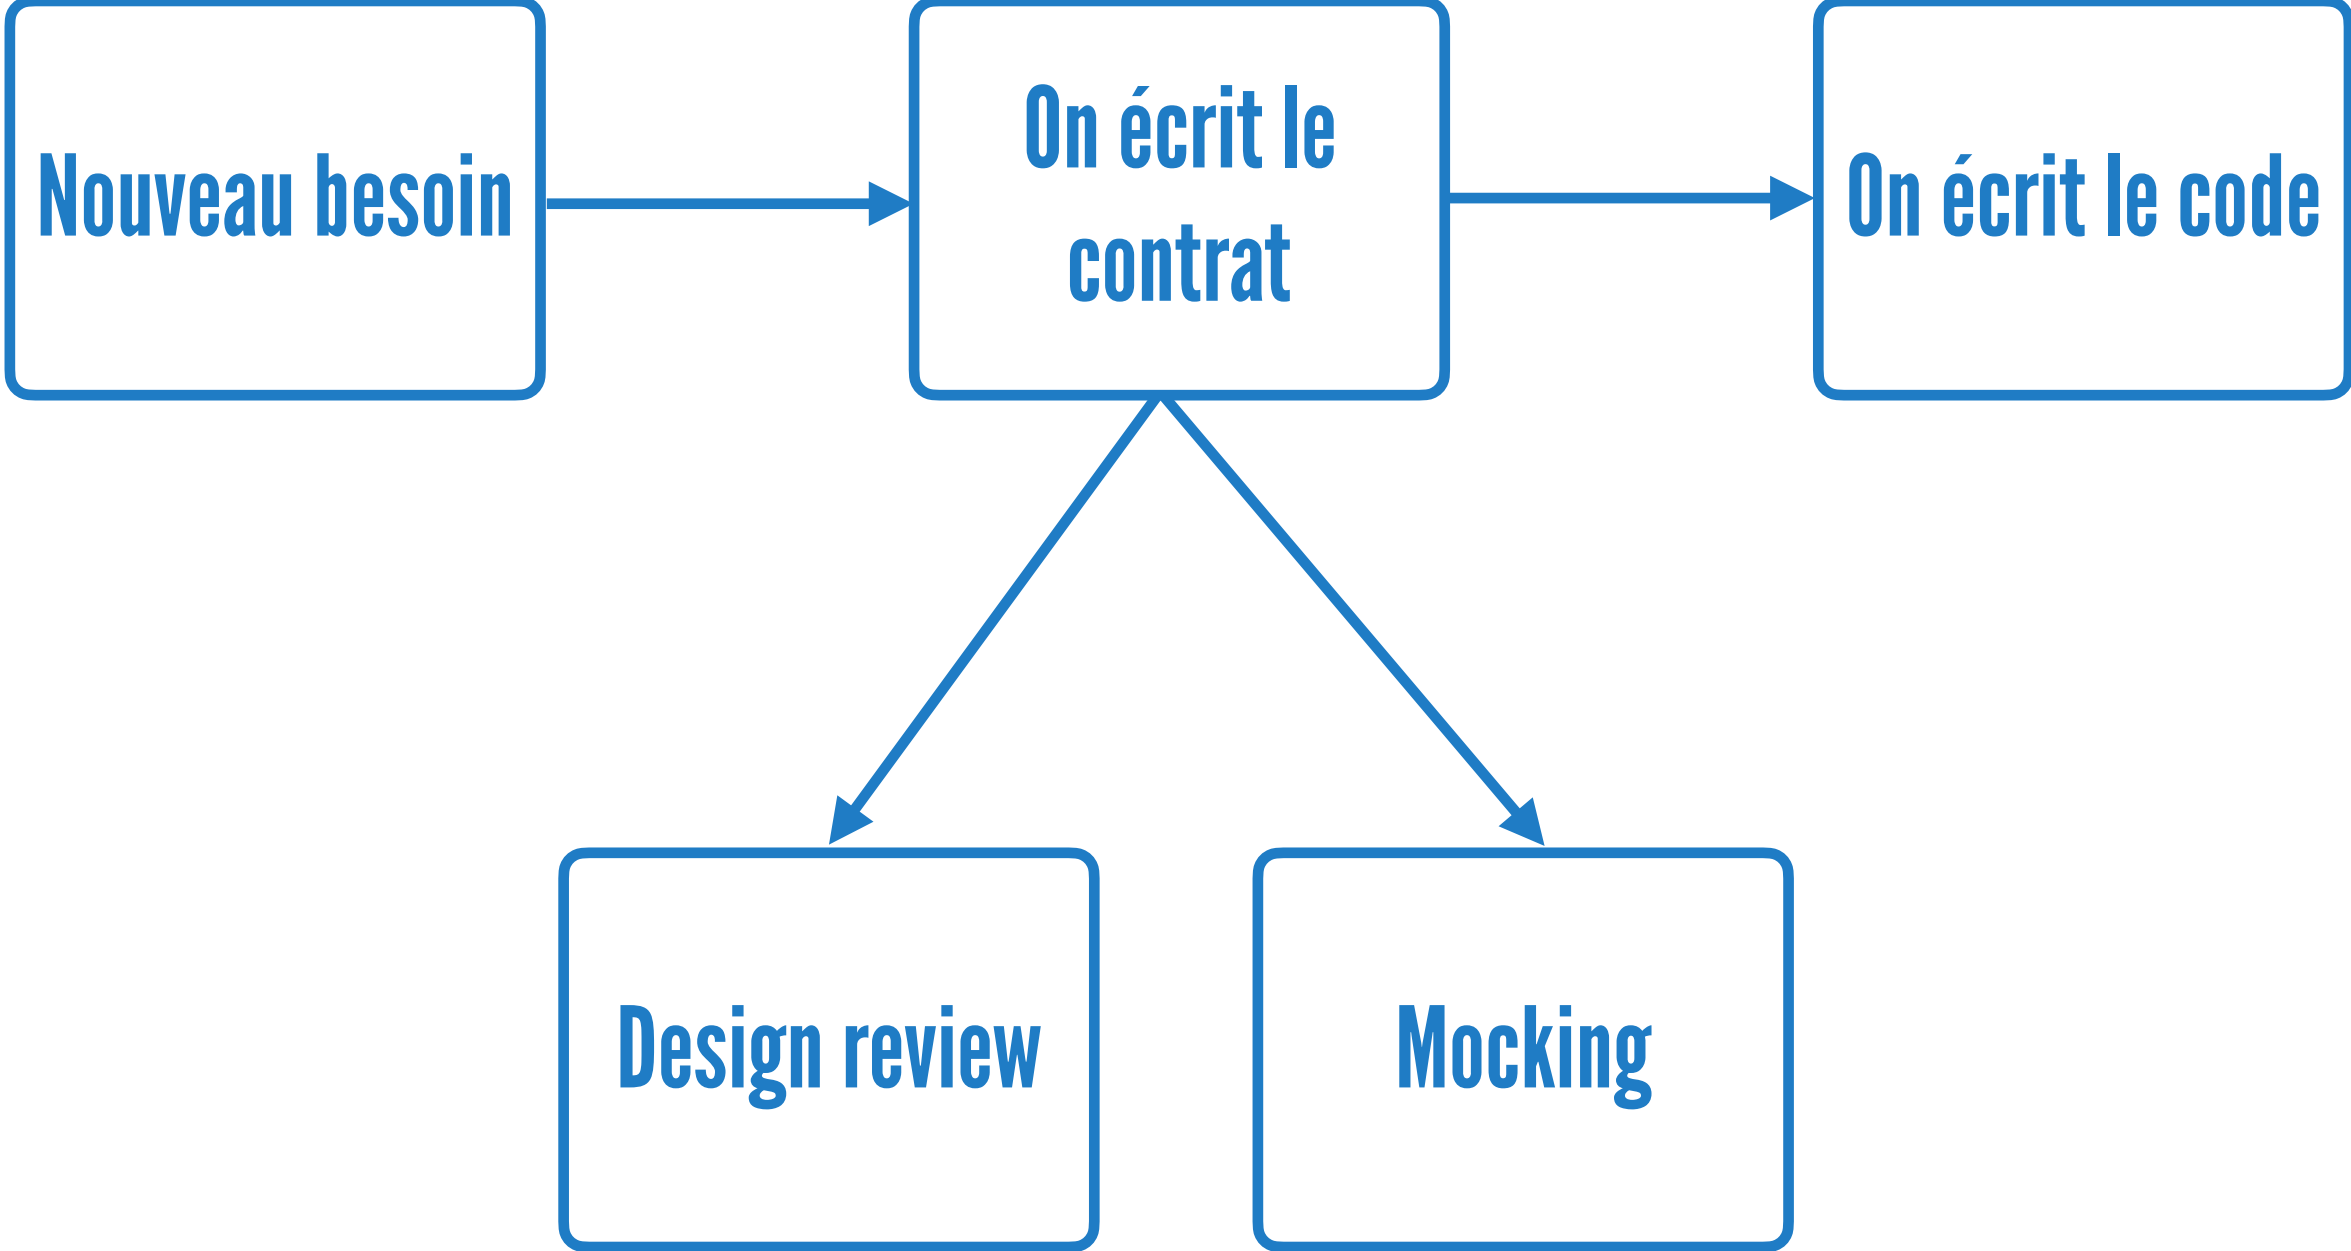 Nouveau besoin
On écrit le
contrat
On écrit le code
Design review
Mocking